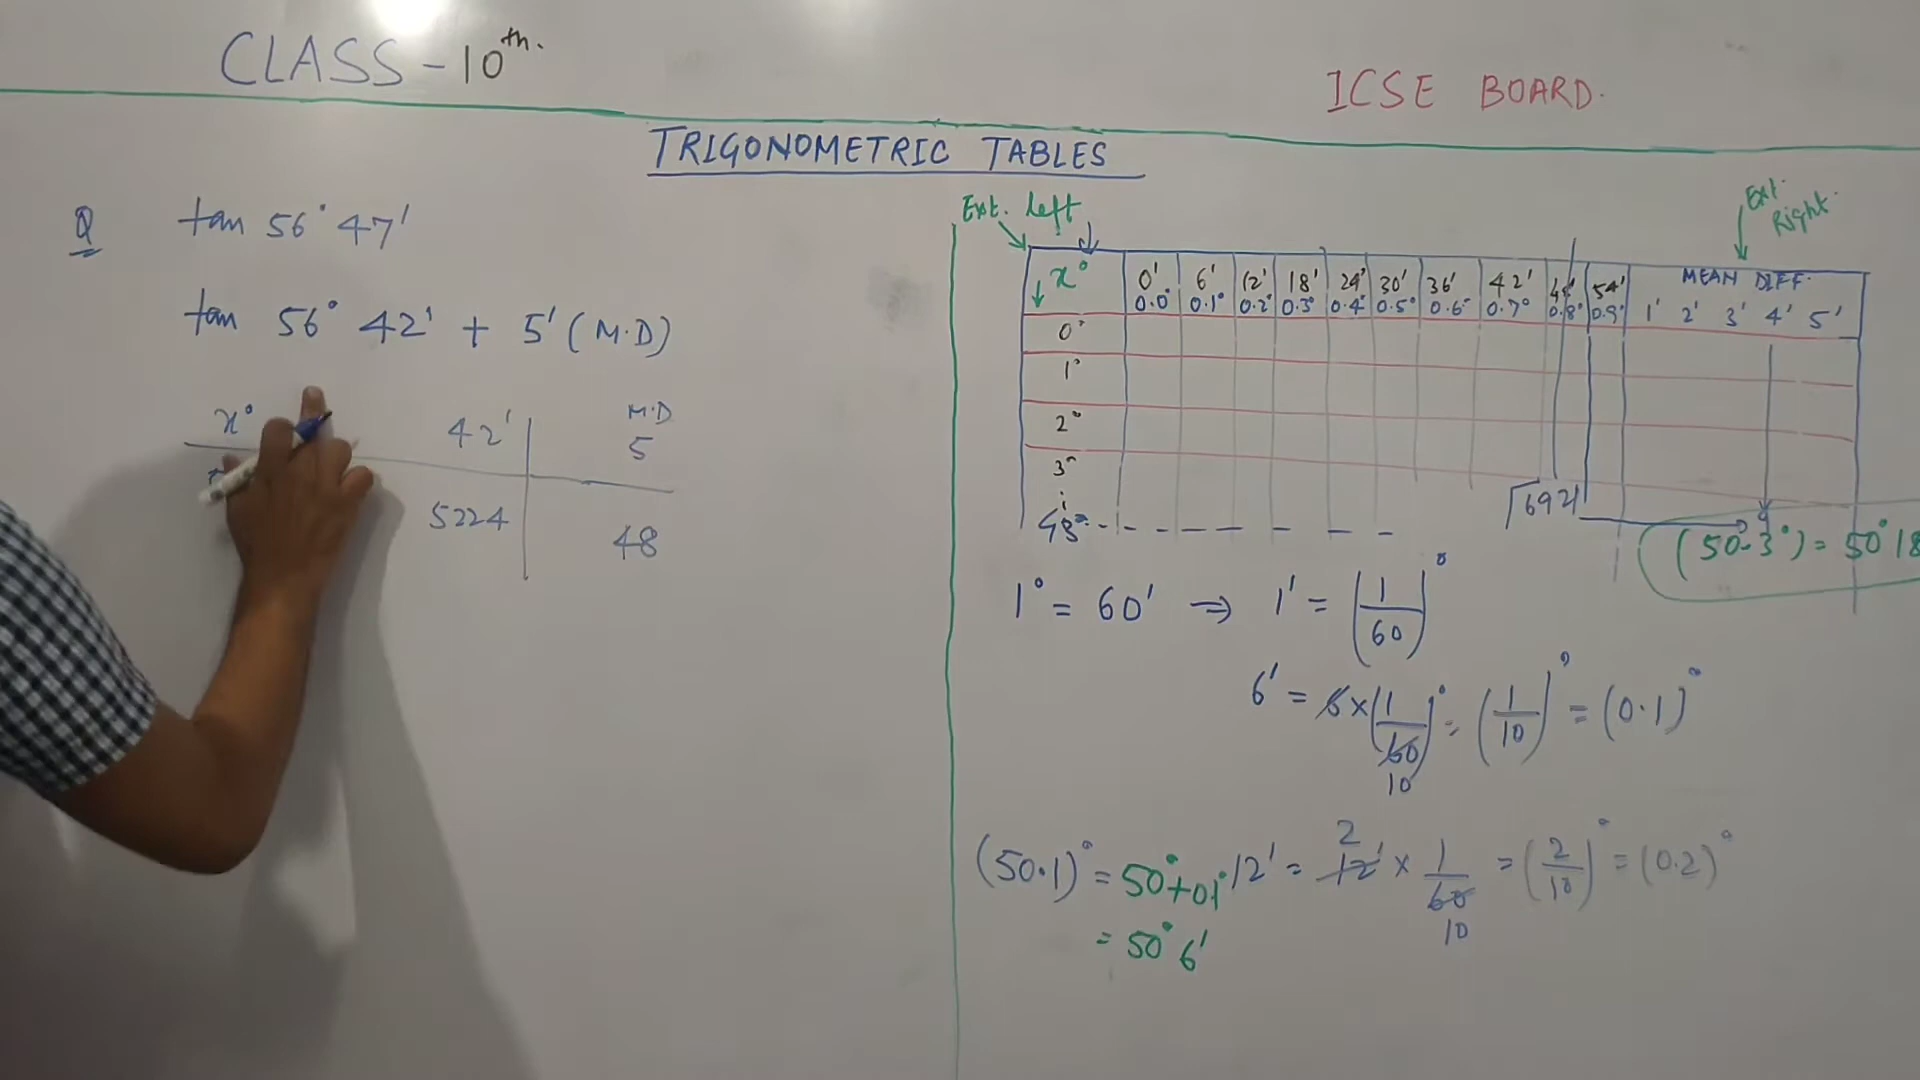 CLASS - 10th.
ICSE BOARD.
TRIGONOMETRIC TABLES
Q tan 56° 47'
tan 56° 42' + 5' (M.D)
x° 42' M.D 5
5224 48
Ext. left
Ext. Right.
x° 0' 6' 12' 18' 24' 30' 36' 42' 48' 54' MEAN DIFF.
0.0° 0.1° 0.2° 0.3° 0.4° 0.5° 0.6° 0.7° 0.8° 0.9° 1' 2' 3' 4' 5'
0°
1°
2°
3°
48° 6921 9
(50.3°) = 50° 18
1° = 60' ⇒ 1' = (1/60)°
6' = 6 × (1/60)° = (1/10)° = (0.1)°
10
2
(50.1)° = 50° + 0.1° 12' = 12' × 1/60 = (2/10)° = (0.2)°
10
= 50° 6'